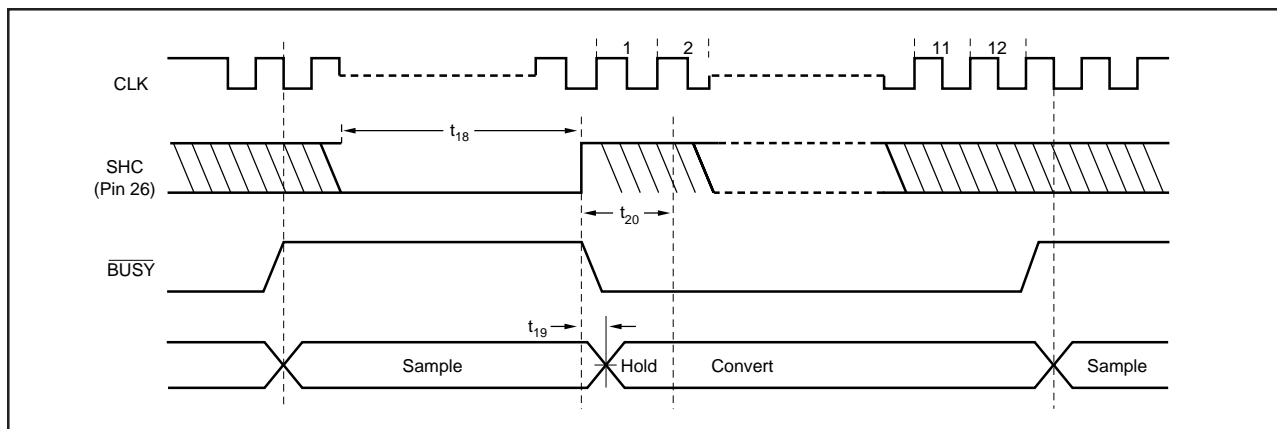 1 2 11 12
CLK
t18
SHC
(Pin 26)
t20
BUSY
t19
Sample Hold Convert Sample